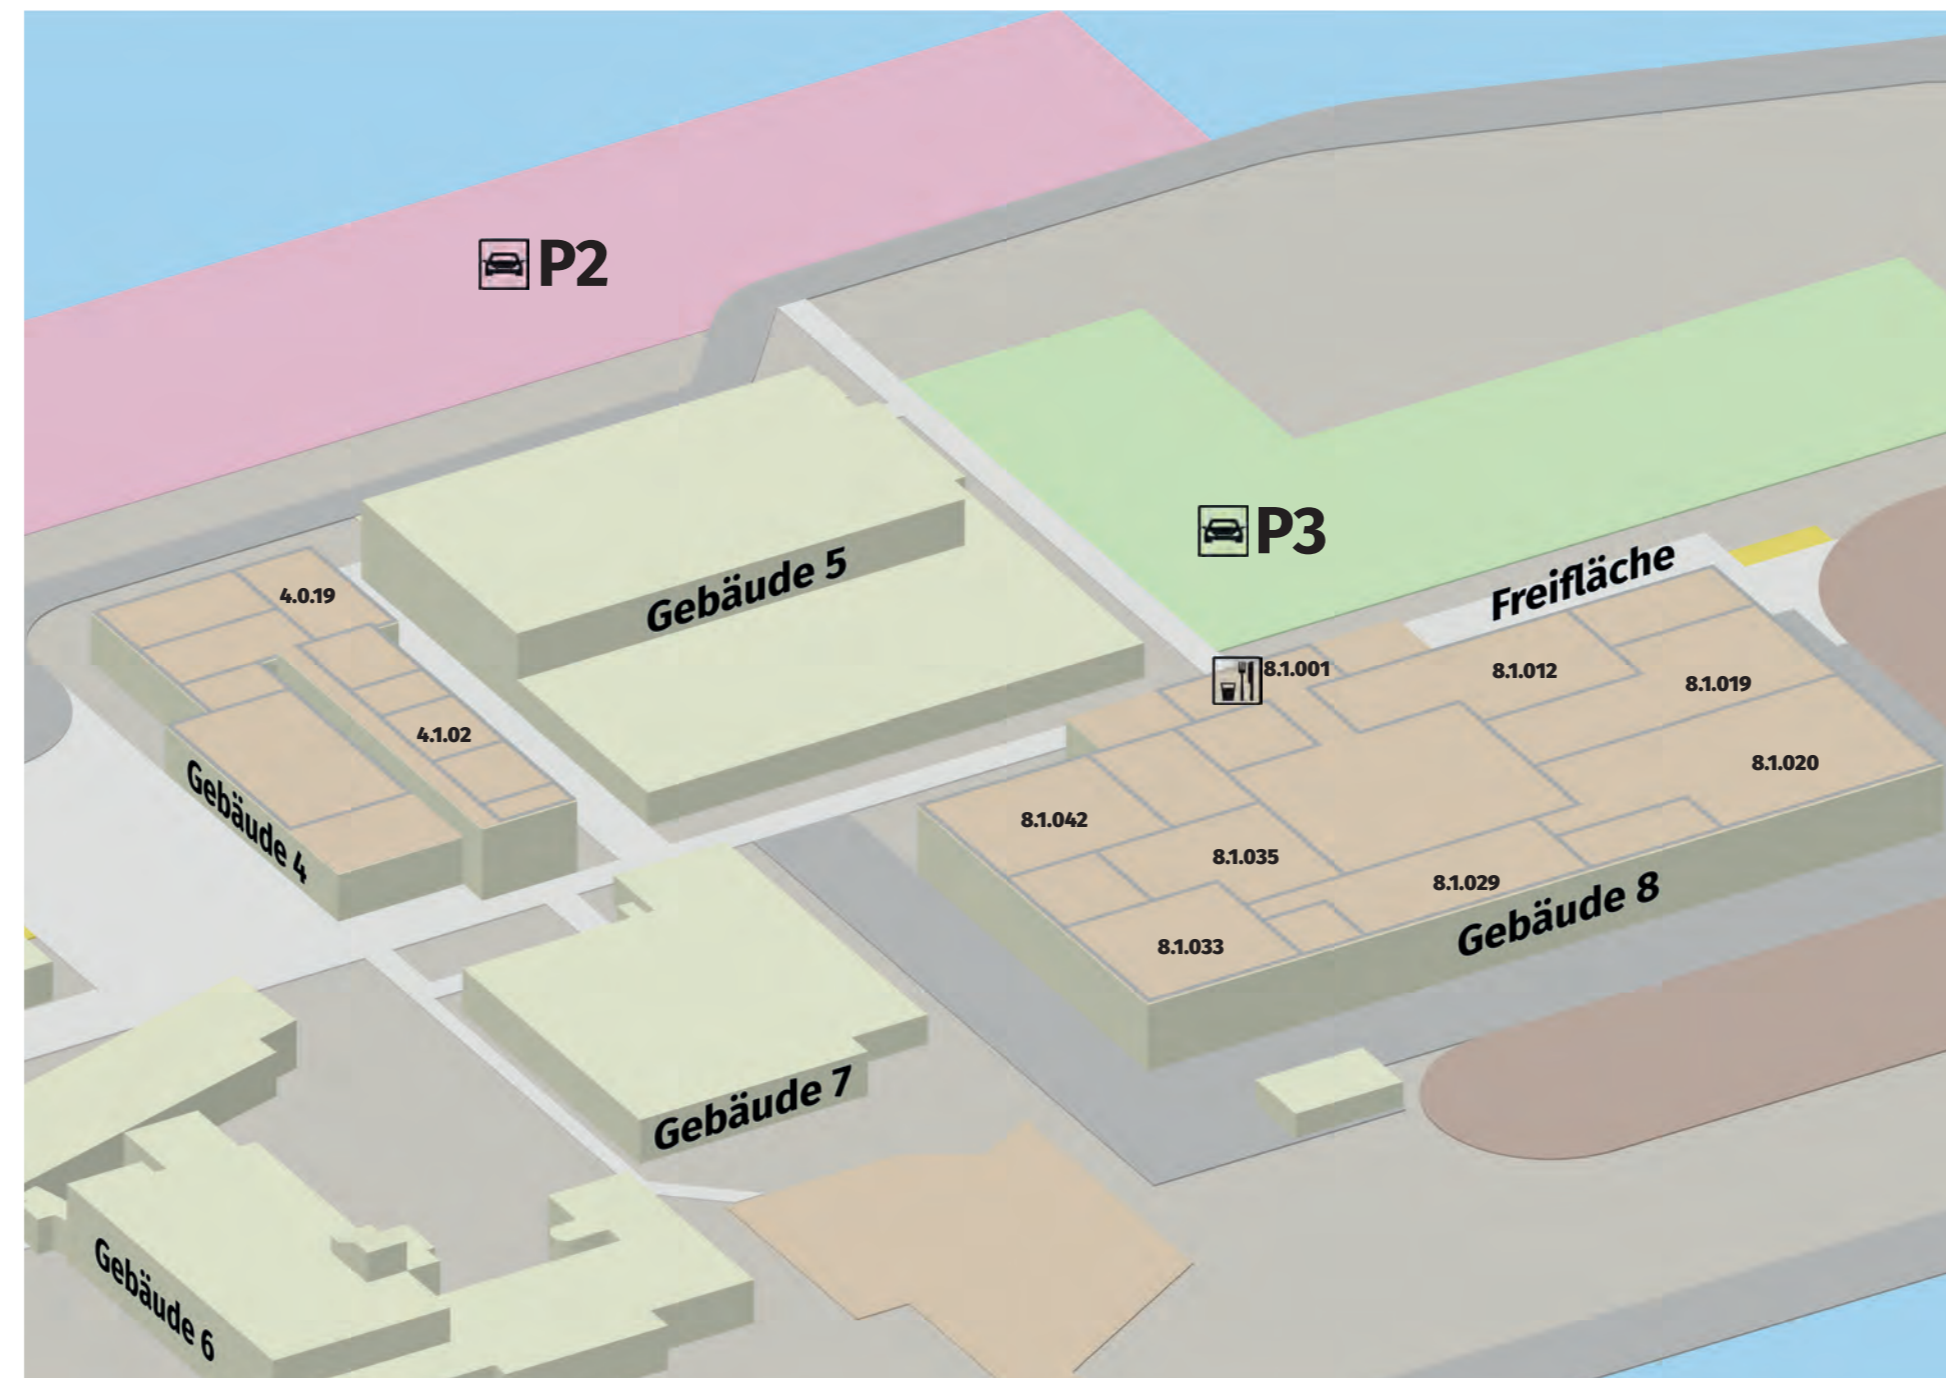 P2
P3
4.0.19
Gebäude 5
Freifläche
8.1.001
8.1.012
8.1.019
4.1.02
8.1.020
Gebäude 4
8.1.042
8.1.035
8.1.029
Gebäude 8
8.1.033
Gebäude 7
Gebäude 6